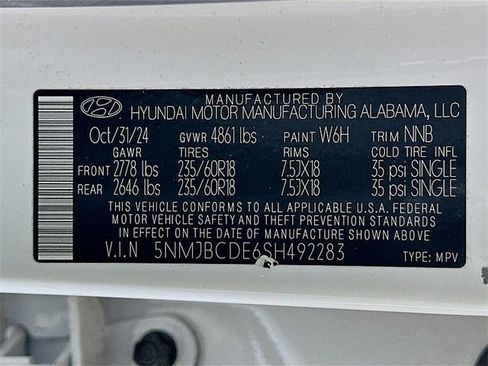 MANUFACTURED BY
HYUNDAI MOTOR MANUFACTURING ALABAMA, LLC
Oct/31/24 GVWR 4861 lbs PAINT W6H TRIM NNB
GAWR TIRES RIMS COLD TIRE INFL
FRONT 2778 lbs 235/60R18 7.5JX18 35 psi SINGLE
REAR 2646 lbs 235/60R18 7.5JX18 35 psi SINGLE
THIS VEHICLE CONFORMS TO ALL APPLICABLE U.S.A. FEDERAL
MOTOR VEHICLE SAFETY AND THEFT PREVENTION STANDARDS
IN EFFECT ON THE DATE OF MANUFACTURE SHOWN ABOVE.
V.I.N 5NMJBCDE6SH492283 TYPE: MPV